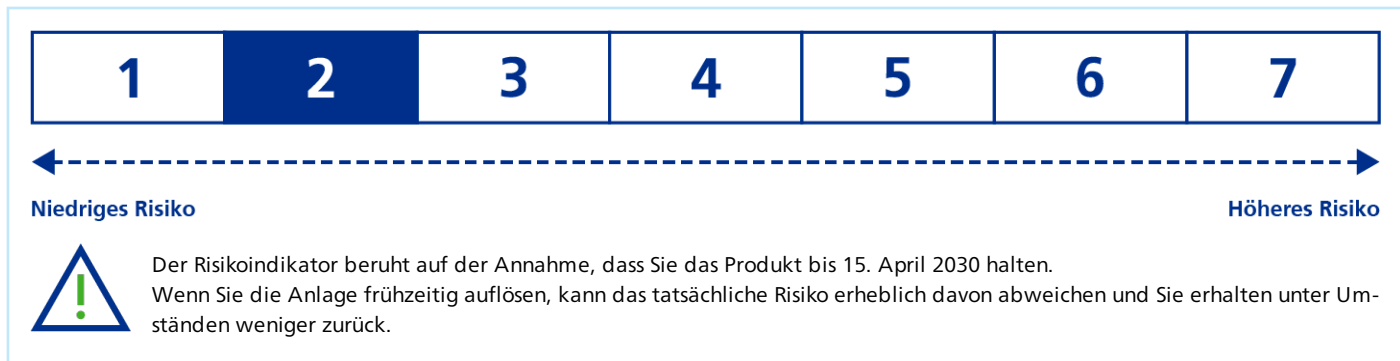 1 2 3 4 5 6 7
Niedriges Risiko Höheres Risiko
!
Der Risikoindikator beruht auf der Annahme, dass Sie das Produkt bis 15. April 2030 halten.
Wenn Sie die Anlage frühzeitig auflösen, kann das tatsächliche Risiko erheblich davon abweichen und Sie erhalten unter Um-
ständen weniger zurück.